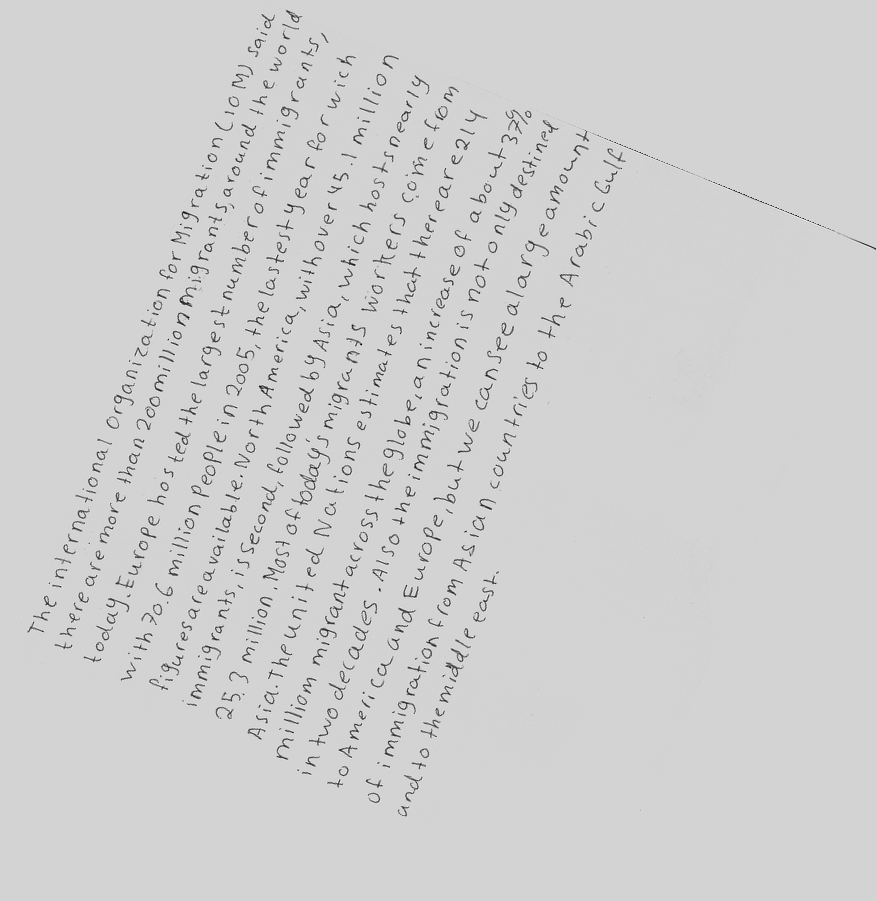 The international Organization for Migration (IOM) said
there are more than 200 million migrants, around the world
today. Europe hosted the largest number of immigrants,
with 70.6 million people in 2005, the lastest year for wich
figures are available. North America, with over 45.1 million
immigrants, is second, followed by Asia, which hosts nearly
25.3 million. Most of today's migrants workers come from
Asia. The united Nations estimates that there are 214
milliom migrant across the globe, an increase of about 37%
in two decades. Also the immigration is not only destined
to America and Europe, but we can see a large amount
of immigration from Asian countries to the Arabic Gulf
and to the middle east.